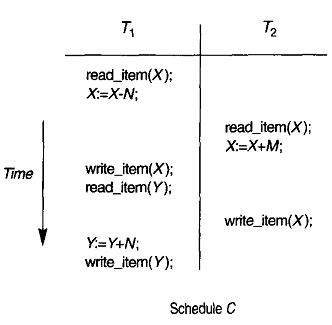 T1 T2
read_item(X);
X:=X-N;
read_item(X);
X:=X+M;
Time
write_item(X);
read_item(Y);
write_item(X);
Y:=Y+N;
write_item(Y);
Schedule C